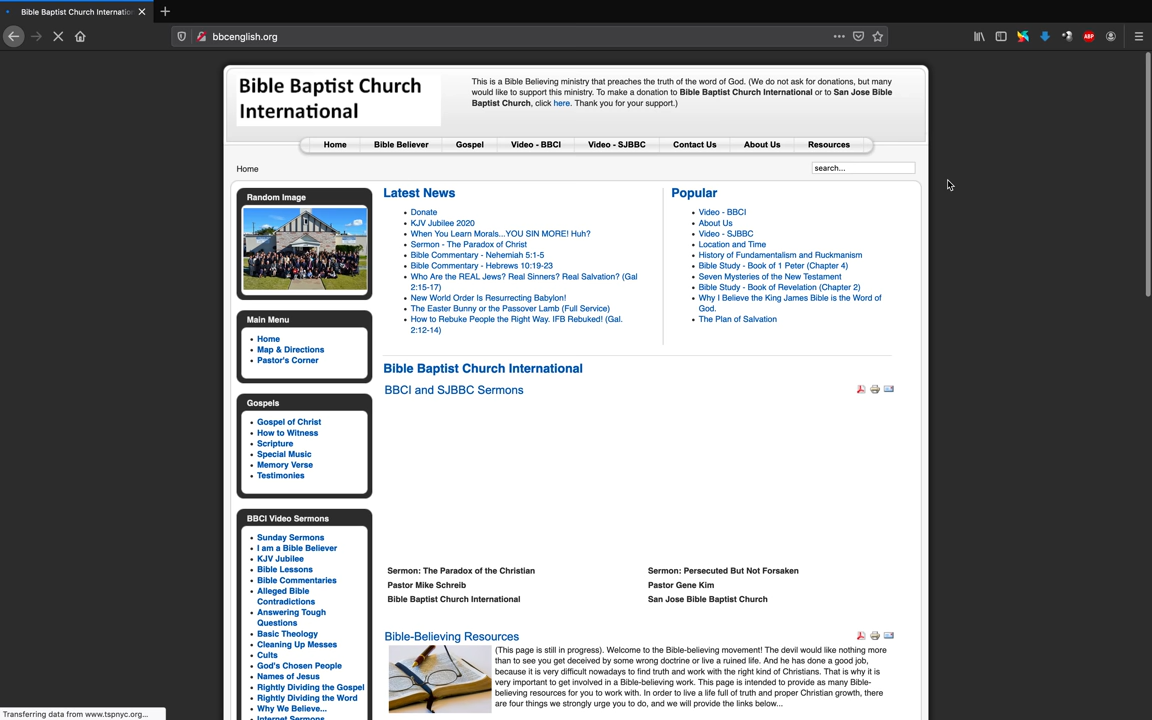 Bible Baptist Church Internatio
bbcenglish.org
ABP
Bible Baptist Church
International
This is a Bible Believing ministry that preaches the truth of the word of God. (We do not ask for donations, but many
would like to support this ministry. To make a donation to Bible Baptist Church International or to San Jose Bible
Baptist Church, click here. Thank you for your support.)
Home Bible Believer Gospel Video - BBCI Video - SJBBC Contact Us About Us Resources
Home
search...
Random Image
Main Menu
Home
Map & Directions
Pastor's Corner
Gospels
Gospel of Christ
How to Witness
Scripture
Special Music
Memory Verse
Testimonies
BBCI Video Sermons
Sunday Sermons
I am a Bible Believer
KJV Jubilee
Bible Lessons
Bible Commentaries
Alleged Bible
Contradictions
Answering Tough
Questions
Basic Theology
Cleaning Up Messes
Cults
God's Chosen People
Names of Jesus
Rightly Dividing the Gospel
Rightly Dividing the Word
Why We Believe...
Internet Sermons
Latest News
Donate
KJV Jubilee 2020
When You Learn Morals...YOU SIN MORE! Huh?
Sermon - The Paradox of Christ
Bible Commentary - Nehemiah 5:1-5
Bible Commentary - Hebrews 10:19-23
Who Are the REAL Jews? Real Sinners? Real Salvation? (Gal
2:15-17)
New World Order Is Resurrecting Babylon!
The Easter Bunny or the Passover Lamb (Full Service)
How to Rebuke People the Right Way. IFB Rebuked! (Gal.
2:12-14)
Popular
Video - BBCI
About Us
Video - SJBBC
Location and Time
History of Fundamentalism and Ruckmanism
Bible Study - Book of 1 Peter (Chapter 4)
Seven Mysteries of the New Testament
Bible Study - Book of Revelation (Chapter 2)
Why I Believe the King James Bible is the Word of
God.
The Plan of Salvation
Bible Baptist Church International
BBCI and SJBBC Sermons
Sermon: The Paradox of the Christian
Pastor Mike Schreib
Bible Baptist Church International
Sermon: Persecuted But Not Forsaken
Pastor Gene Kim
San Jose Bible Baptist Church
Bible-Believing Resources
(This page is still in progress). Welcome to the Bible-believing movement! The devil would like nothing more
than to see you get deceived by some wrong doctrine or live a ruined life. And he has done a good job,
because it is very difficult nowadays to find truth and work with the right kind of Christians. That is why it is
very important to get involved in a Bible-believing work. This page is intended to provide as many Bible-
believing resources for you to work with. In order to live a life full of truth and proper Christian growth, there
are four things we strongly urge you to do, and we will provide the links below...
Transferring data from www.tspnyc.org...